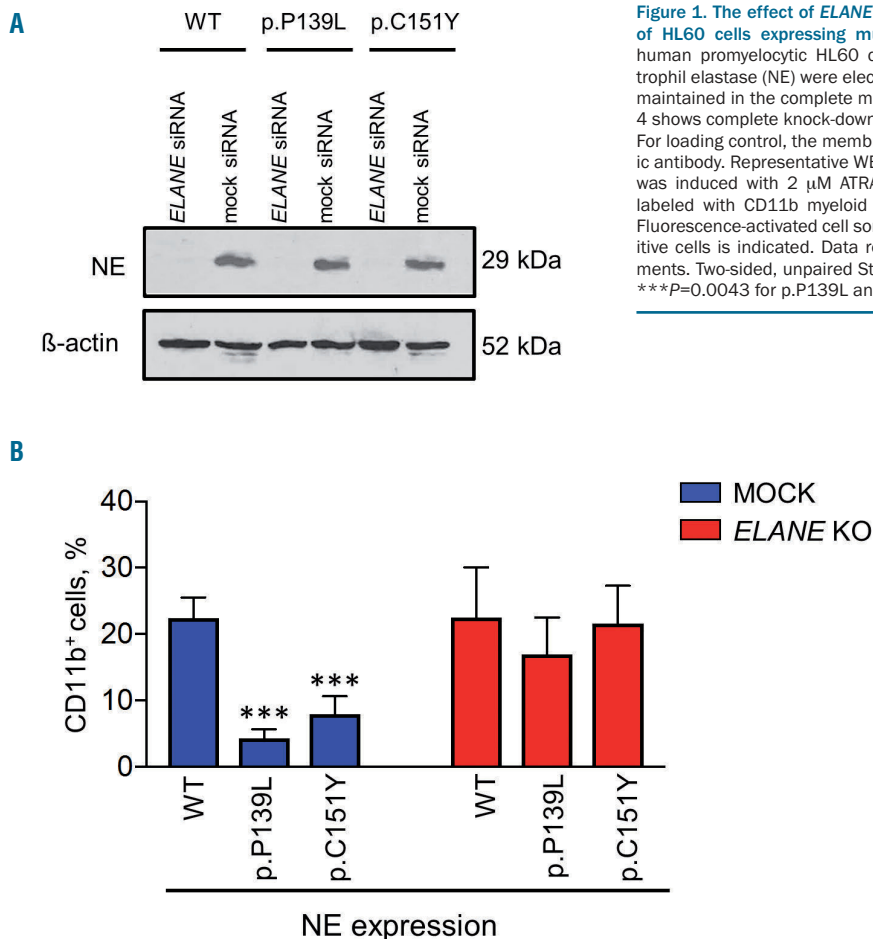 A
WT p.P139L p.C151Y
ELANE siRNA
mock siRNA
ELANE siRNA
mock siRNA
ELANE siRNA
mock siRNA
NE
29 kDa
ß-actin
52 kDa
Figure 1. The effect of ELANE
of HL60 cells expressing mu
human promyelocytic HL60 c
trophil elastase (NE) were elec
maintained in the complete m
4 shows complete knock-down
For loading control, the memb
ic antibody. Representative WB
was induced with 2 µM ATRA
labeled with CD11b myeloid
Fluorescence-activated cell sor
itive cells is indicated. Data re
ments. Two-sided, unpaired St
***P=0.0043 for p.P139L an
B
MOCK
ELANE KO
CD11b+ cells, %
40
30
20
10
0
*** ***
WT
p.P139L
p.C151Y
WT
p.P139L
p.C151Y
NE expression